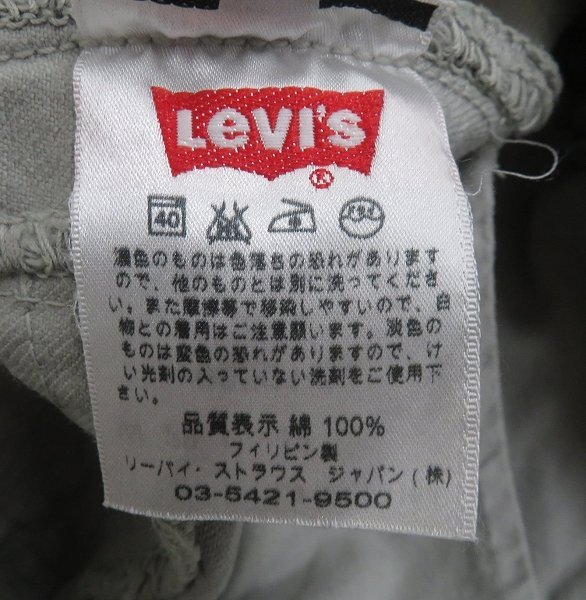 LEVI'S
®
40
濃色のものは色落ちの恐れがありますので、他のものとは別に洗ってください。また摩擦等で移染しやすいので、白物との着用はご注意願います。淡色のものは変色の恐れがありますので、けい光剤の入っていない洗剤をご使用下さい。
品質表示 綿 100%
フィリピン製
リーバイ・ストラウス ジャパン(株)
03-5421-9500